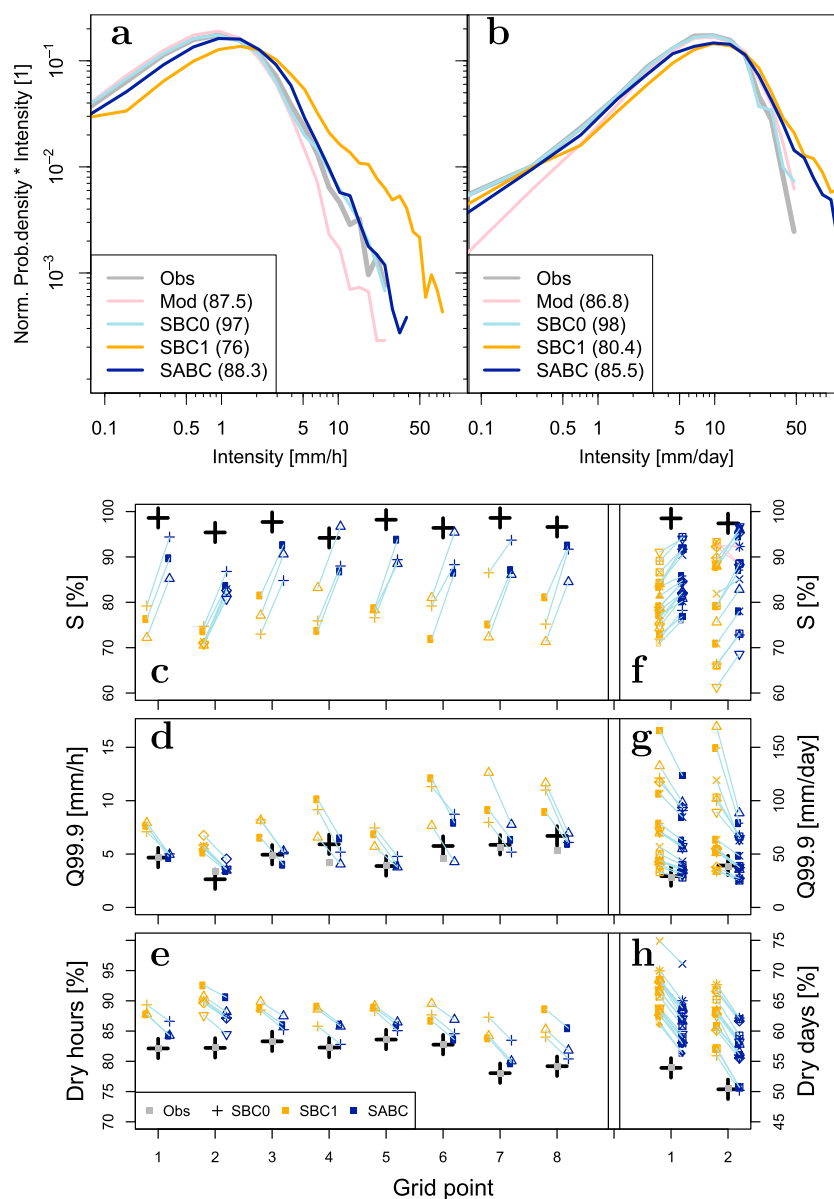 a
b
Norm. Prob.density * Intensity [1]
10−1
10−2
10−3
Obs
Mod (87.5)
SBC0 (97)
SBC1 (76)
SABC (88.3)
Obs
Mod (86.8)
SBC0 (98)
SBC1 (80.4)
SABC (85.5)
0.1 0.5 1 5 10 50
0.1 0.5 1 5 10 50
Intensity [mm/h]
Intensity [mm/day]
S [%]
100
90
80
70
60
c
f
100
90
80
70
60
S [%]
Q99.9 [mm/h]
15
10
5
0
d
g
150
100
50
0
Q99.9 [mm/day]
Dry hours [%]
95
90
85
80
75
70
e
h
75
70
65
60
55
50
45
Dry days [%]
Obs SBC0 SBC1 SABC
1 2 3 4 5 6 7 8 1 2
Grid point